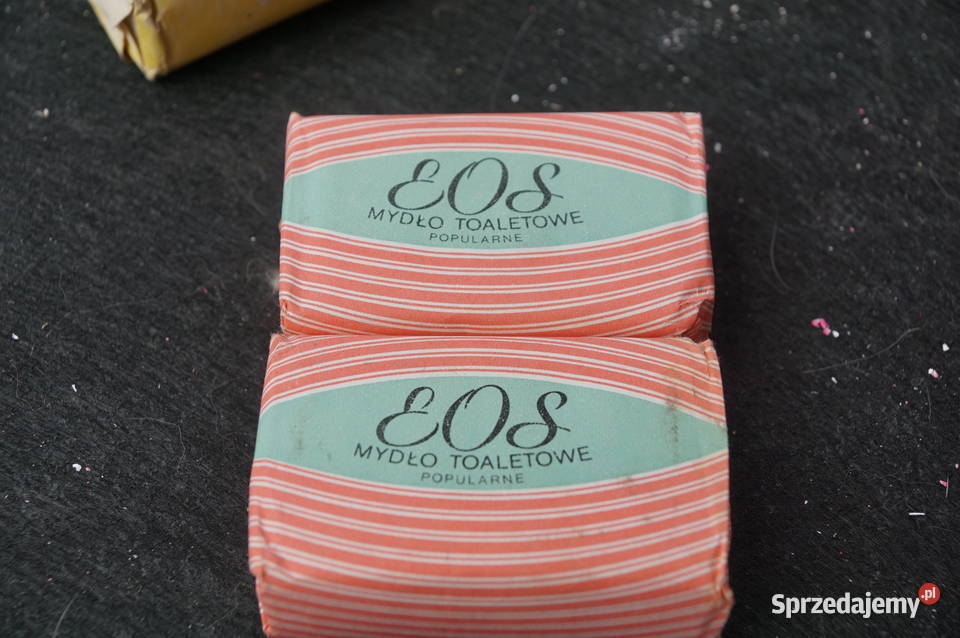 EOS
MYDŁO TOALETOWE
POPULARNE
EOS
MYDŁO TOALETOWE
POPULARNE
Sprzedajemy.pl